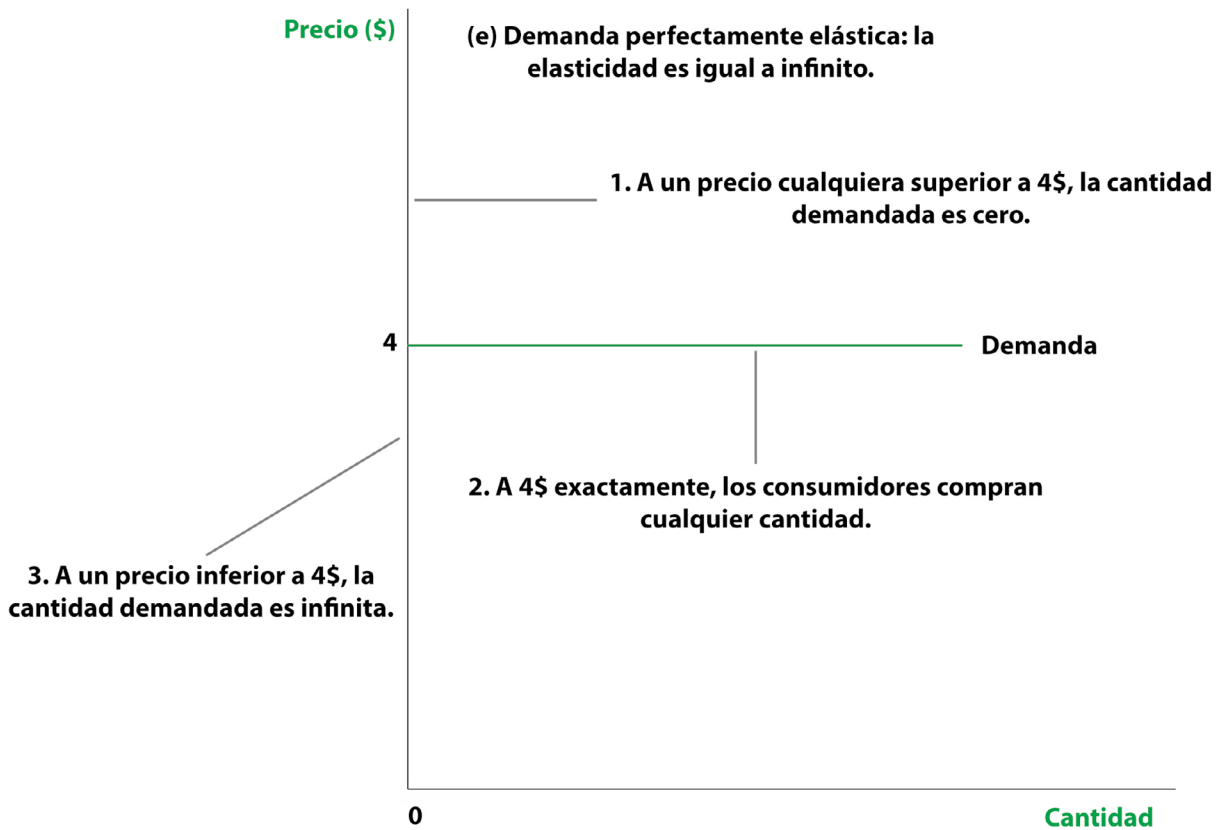 Precio ($)
(e) Demanda perfectamente elástica: la
elasticidad es igual a infinito.
1. A un precio cualquiera superior a 4$, la cantidad
demandada es cero.
4
Demanda
2. A 4$ exactamente, los consumidores compran
cualquier cantidad.
3. A un precio inferior a 4$, la
cantidad demandada es infinita.
0
Cantidad